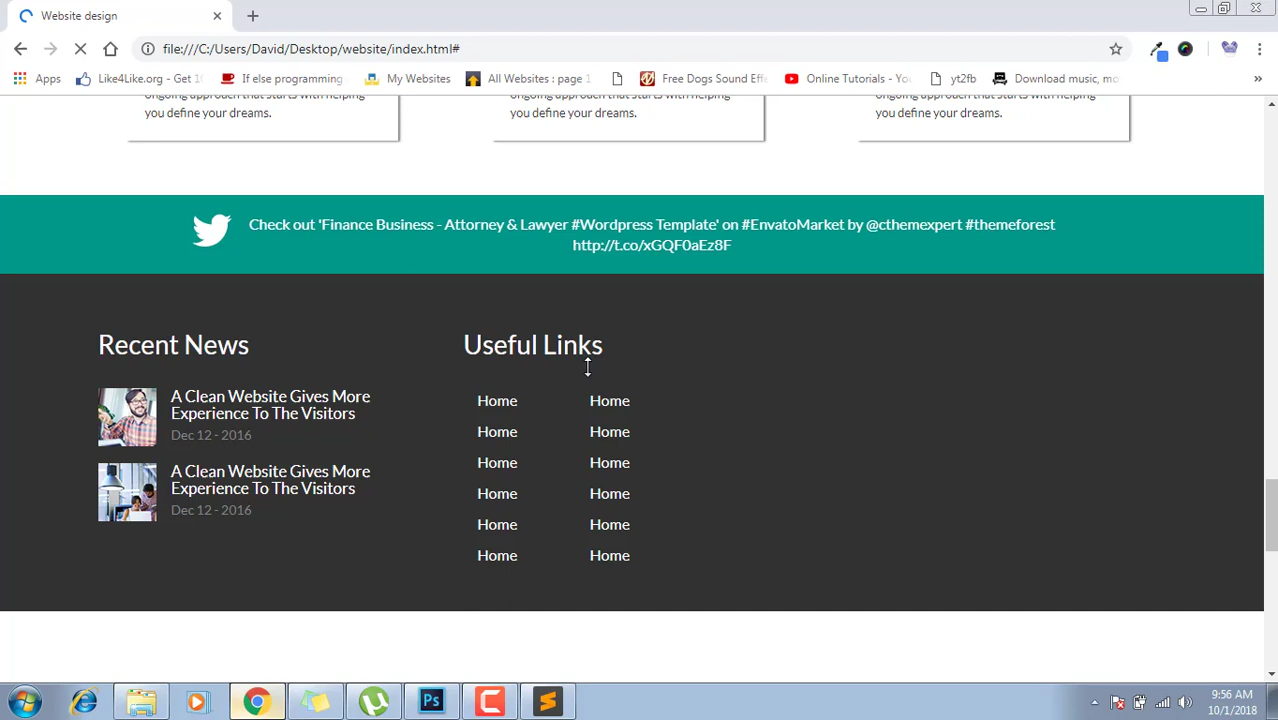 Website design
file:///C:/Users/David/Desktop/website/index.html#
Apps
Like4Like.org - Get 10
If else programming
My Websites
All Websites : page 1
Free Dogs Sound Effe
Online Tutorials - You
yt2fb
Download music, mo
»
ongoing approach that starts with helping
you define your dreams.
ongoing approach that starts with helping
you define your dreams.
ongoing approach that starts with helping
you define your dreams.
Check out 'Finance Business - Attorney & Lawyer #Wordpress Template' on #EnvatoMarket by @cthemexpert #themeforest
http://t.co/xGQF0aEz8F
Recent News
A Clean Website Gives More
Experience To The Visitors
Dec 12 - 2016
A Clean Website Gives More
Experience To The Visitors
Dec 12 - 2016
Useful Links
Home Home
Home Home
Home Home
Home Home
Home Home
Home Home
Ps
9:56 AM
10/1/2018